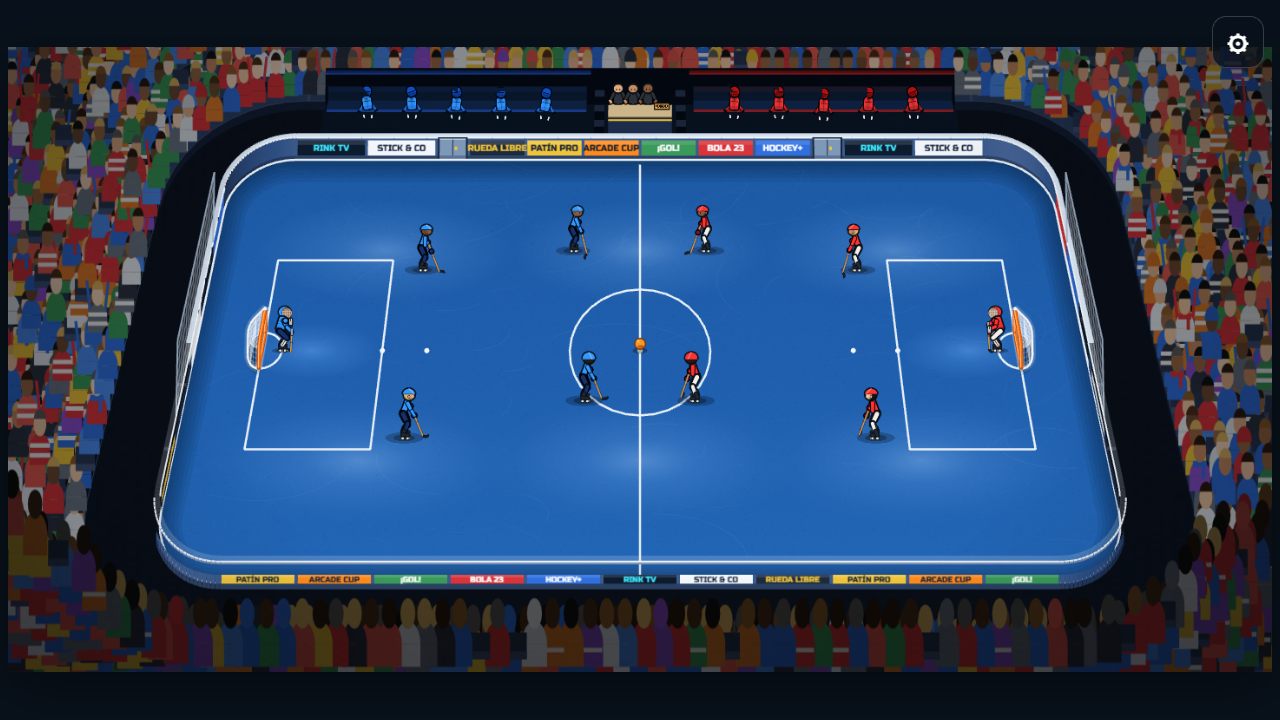 RINK TV STICK & CO RUEDA LIBRE PATÍN PRO ARCADE CUP ¡GOL! BOLA 23 HOCKEY+ RINK TV STICK & CO
PATÍN PRO ARCADE CUP ¡GOL! BOLA 23 HOCKEY+ RINK TV STICK & CO RUEDA LIBRE PATÍN PRO ARCADE CUP ¡GOL!